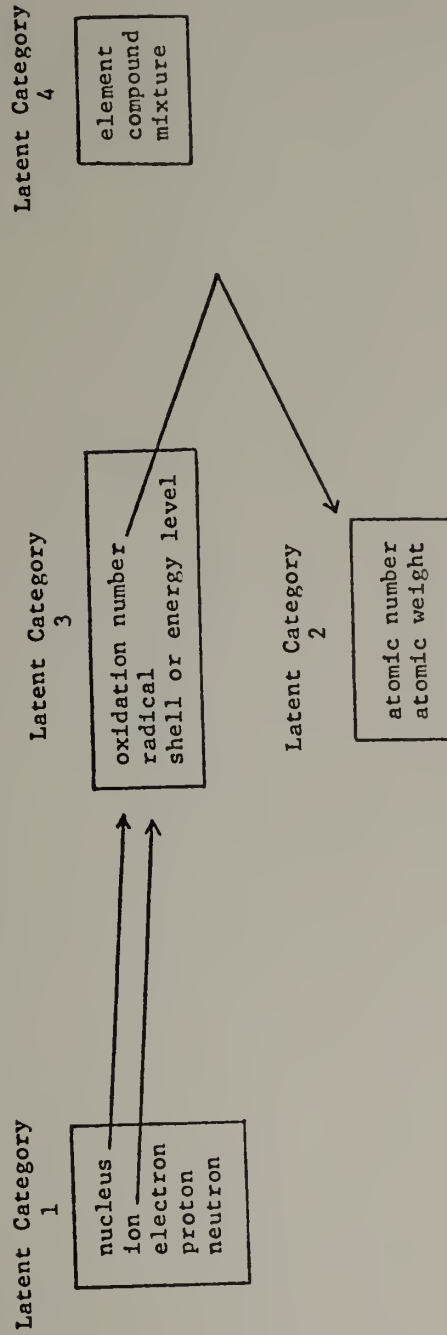 Latent Category
1
nucleus
ion
electron
proton
neutron
Latent Category
3
oxidation number
radical
shell or energy level
Latent Category
2
atomic number
atomic weight
Latent Category
4
element
compound
mixture